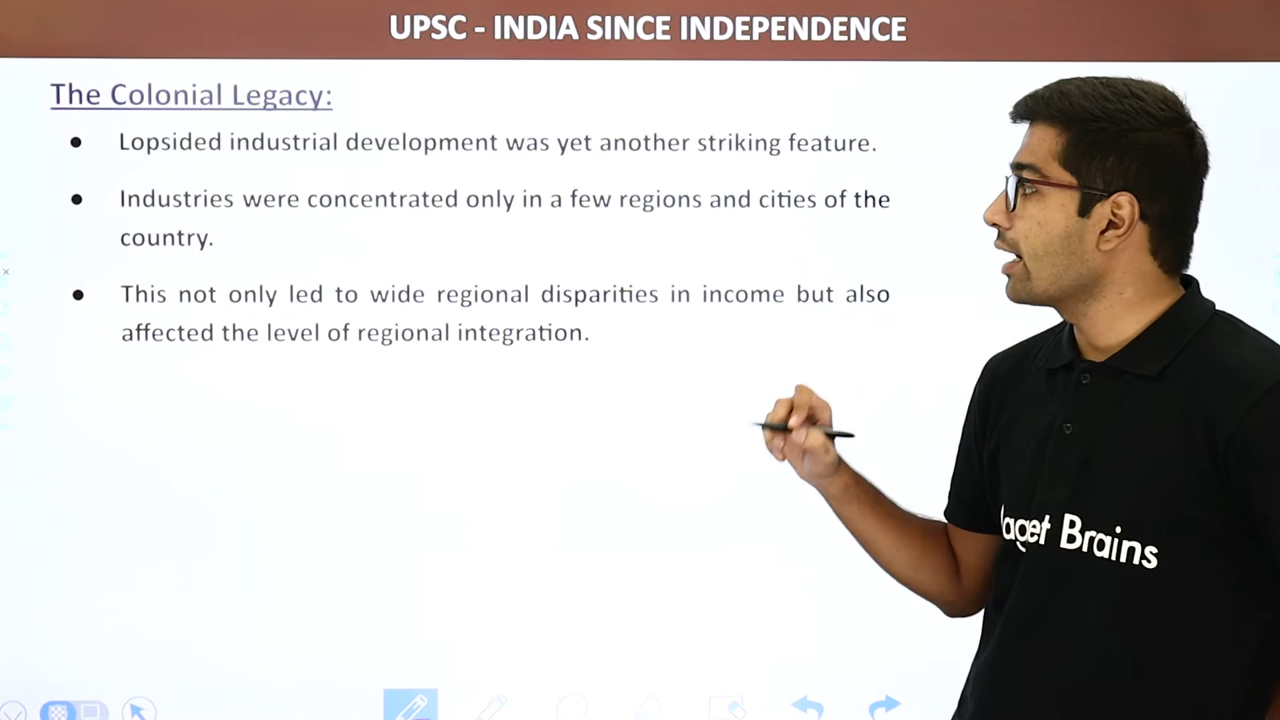 UPSC - INDIA SINCE INDEPENDENCE
The Colonial Legacy:
● Lopsided industrial development was yet another striking feature.
● Industries were concentrated only in a few regions and cities of the
country.
● This not only led to wide regional disparities in income but also
affected the level of regional integration.
Brains